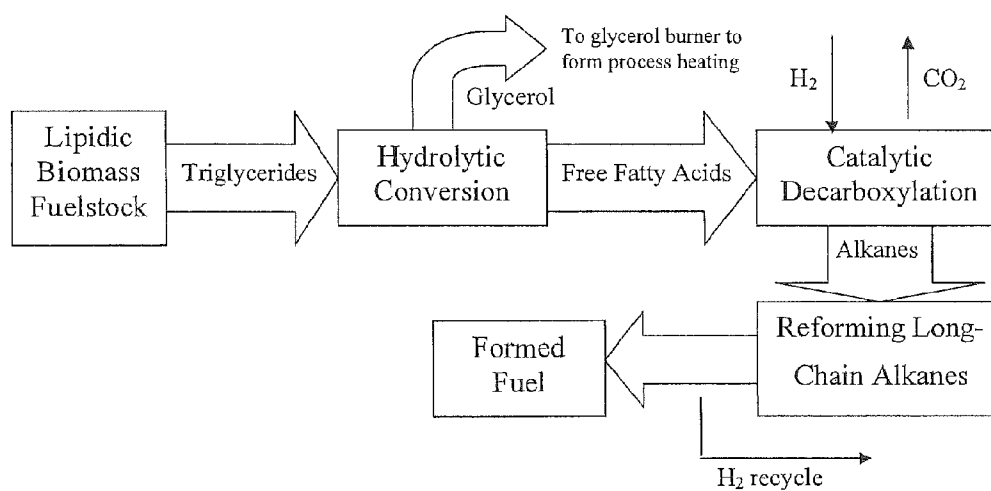 To glycerol burner to
form process heating
Glycerol
H₂
CO₂
Lipidic
Biomass
Fuelstock
Triglycerides
Hydrolytic
Conversion
Free Fatty Acids
Catalytic
Decarboxylation
Alkanes
Reforming Long-
Chain Alkanes
Formed
Fuel
H₂ recycle